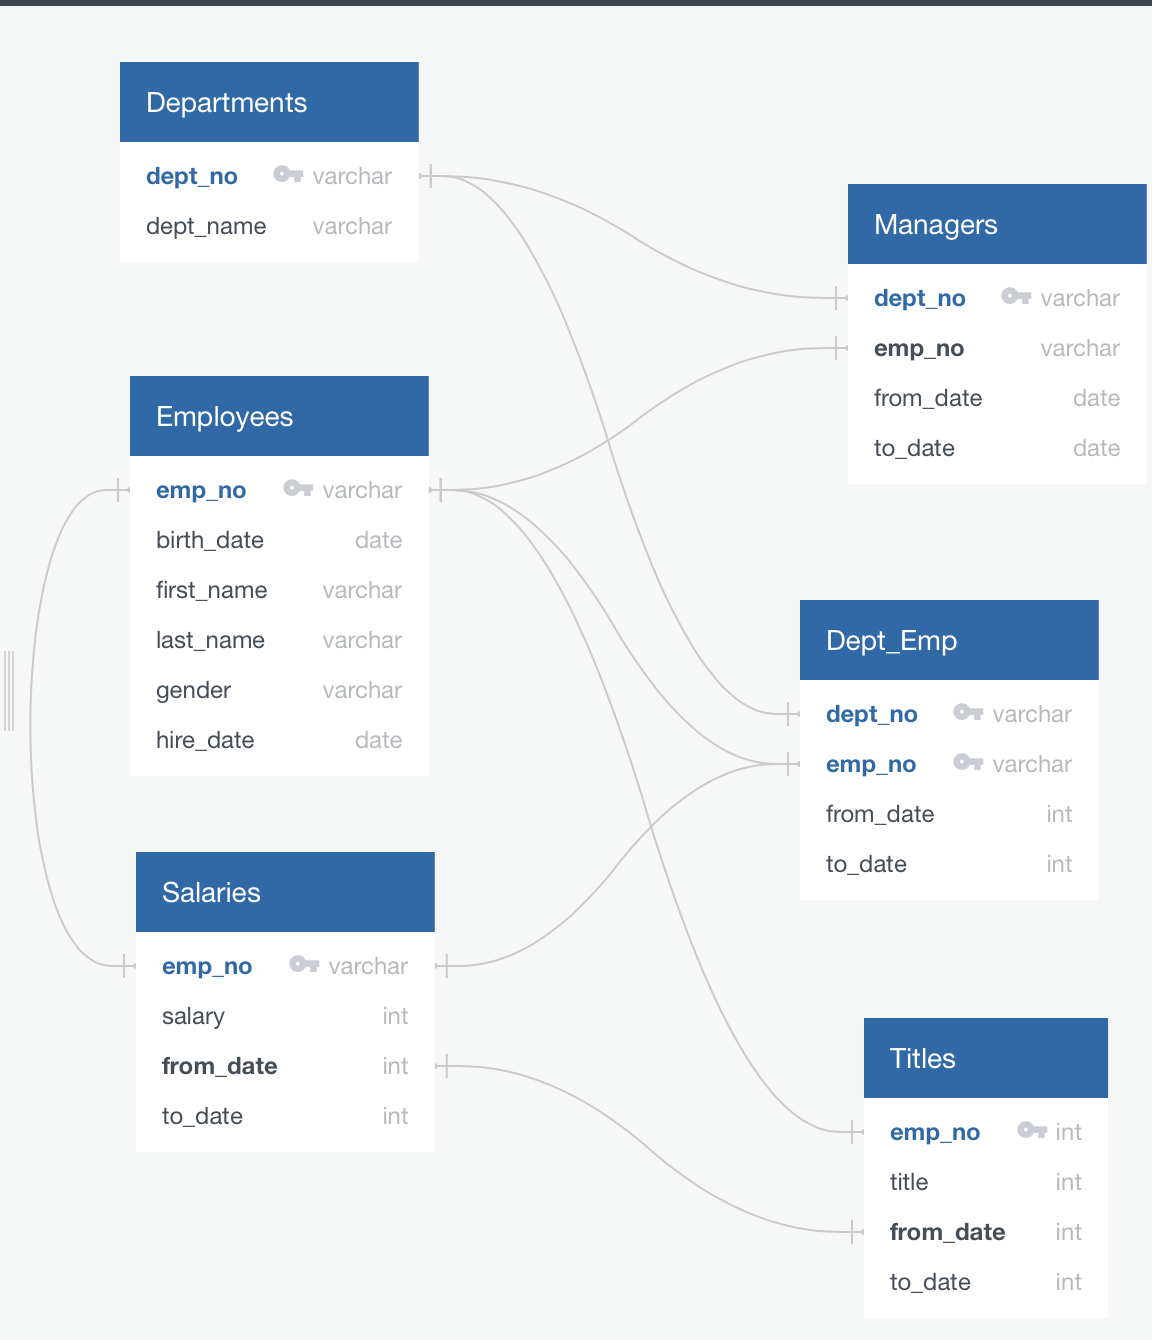 Departments
dept_no varchar
dept_name varchar
Managers
dept_no varchar
emp_no varchar
from_date date
to_date date
Employees
emp_no varchar
birth_date date
first_name varchar
last_name varchar
gender varchar
hire_date date
Dept_Emp
dept_no varchar
emp_no varchar
from_date int
to_date int
Salaries
emp_no varchar
salary int
from_date int
to_date int
Titles
emp_no int
title int
from_date int
to_date int